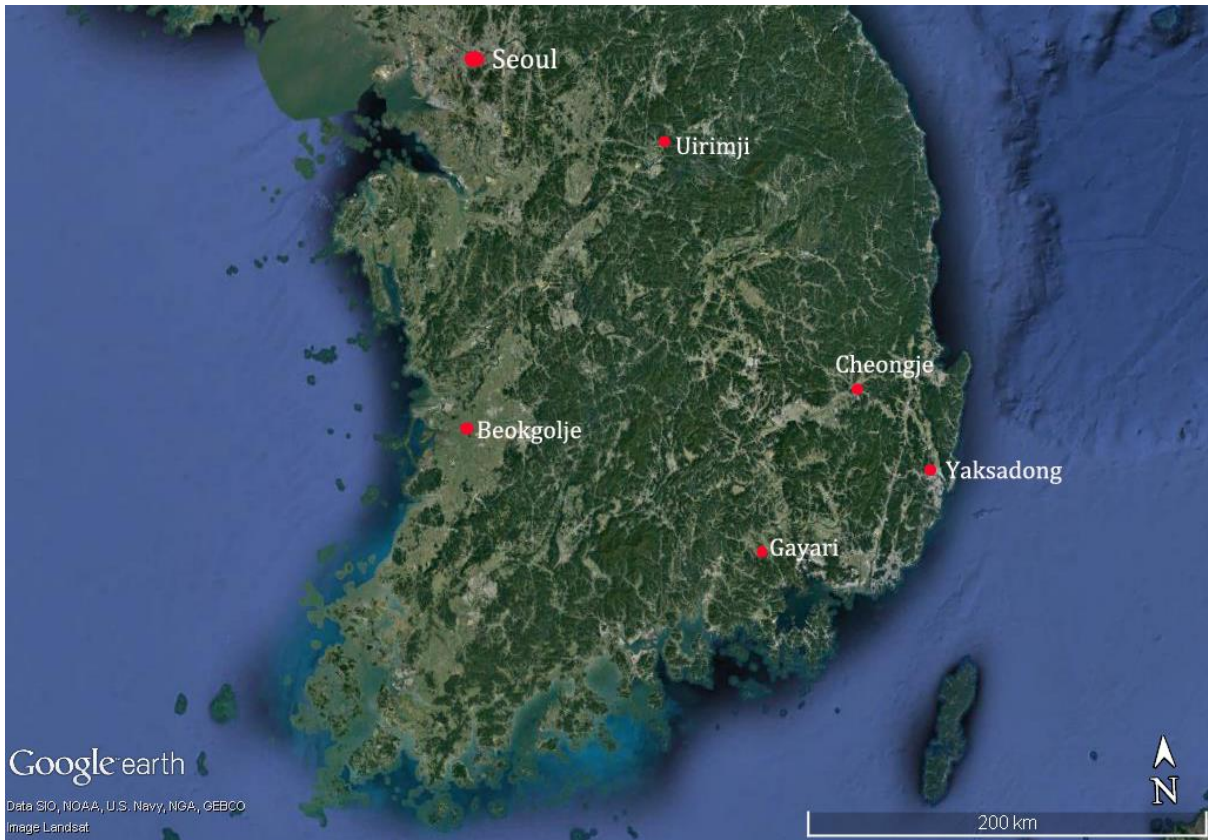 Seoul
Uirimji
Cheongje
Beokgolje
Yaksadong
Gayari
Google earth
N
Data SIO, NOAA, U.S. Navy, NGA, GEBCO
Image Landsat
200 km